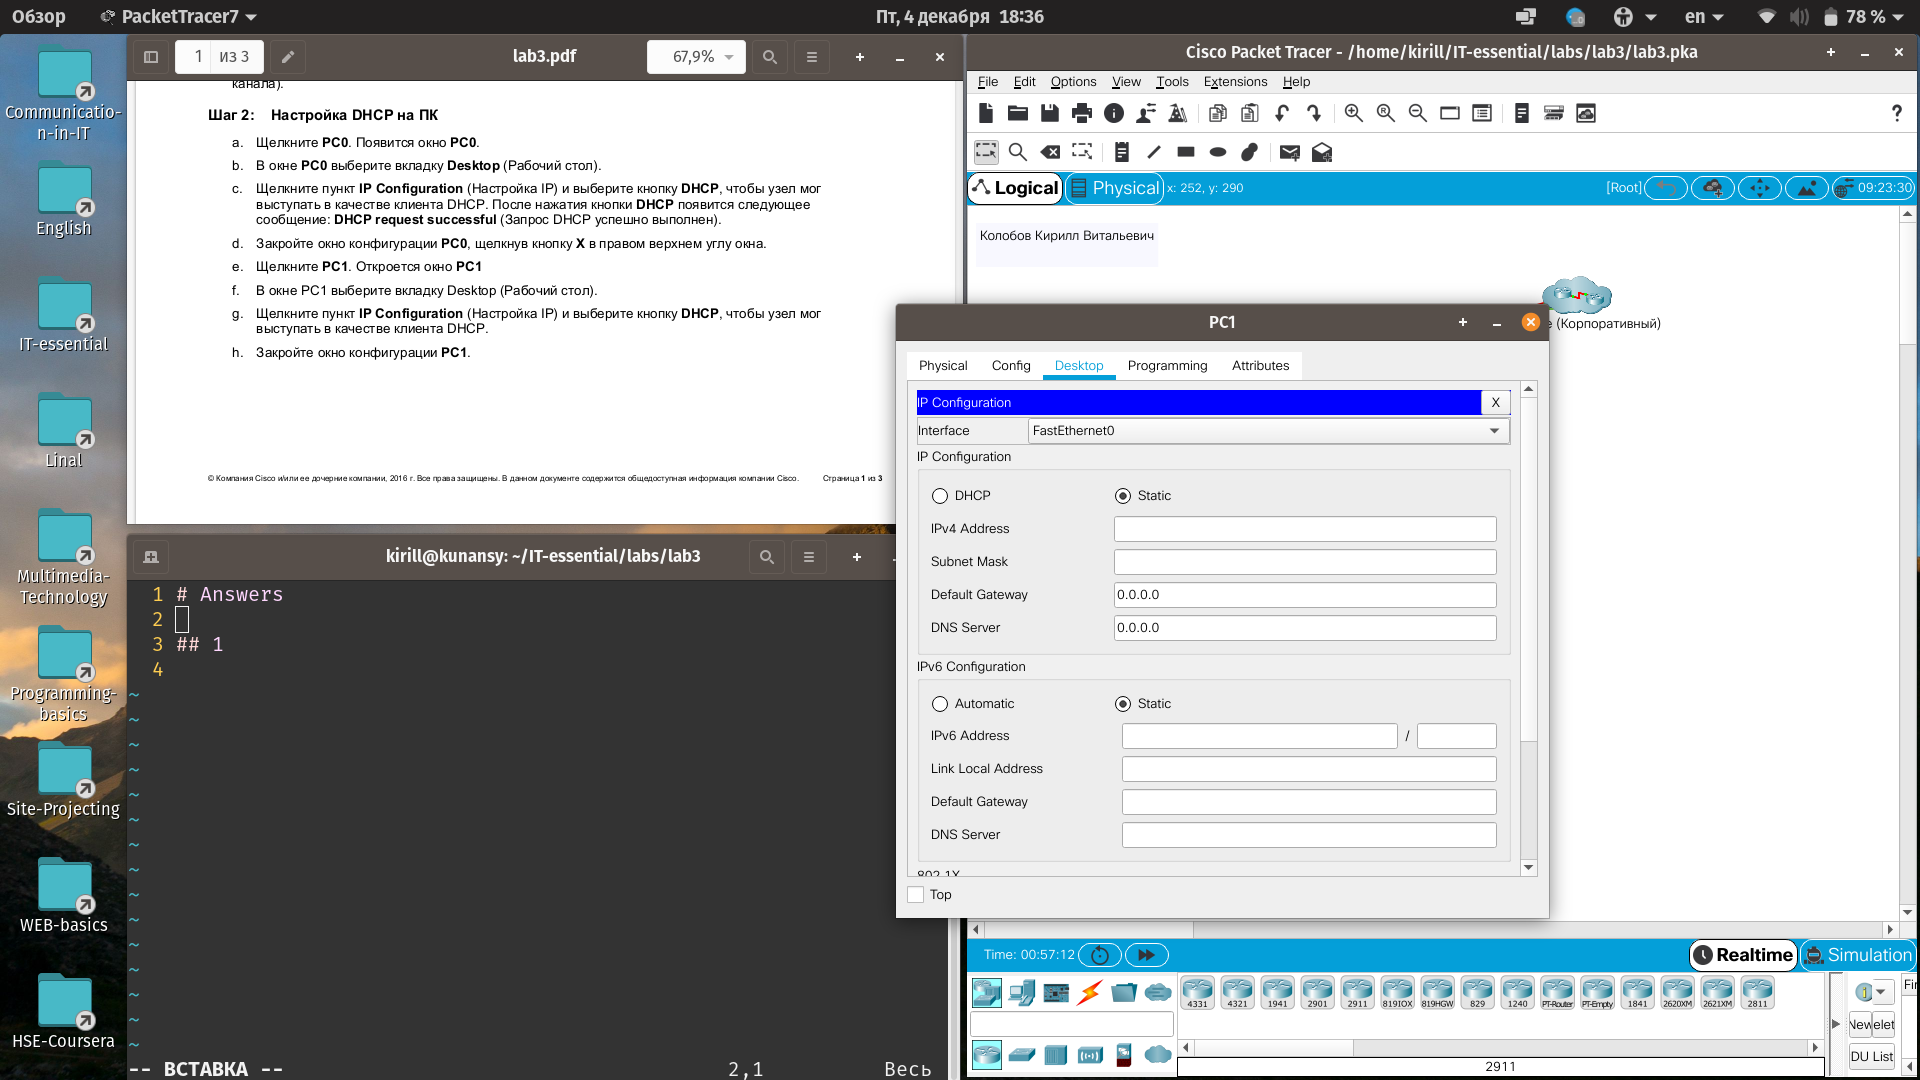 Обзор
PacketTracer7
Пт, 4 декабря 18:36
en
78 %
Communicatio-
n-in-IT
English
IT-essential
Linal
Multimedia-
Technology
Programming-
basics
Site-Projecting
WEB-basics
HSE-Coursera
1 из 3
lab3.pdf
67,9%
канала).
Шаг 2: Настройка DHCP на ПК
a. Щелкните PC0. Появится окно PC0.
b. В окне PC0 выберите вкладку Desktop (Рабочий стол).
c. Щелкните пункт IP Configuration (Настройка IP) и выберите кнопку DHCP, чтобы узел мог
выступать в качестве клиента DHCP. После нажатия кнопки DHCP появится следующее
сообщение: DHCP request successful (Запрос DHCP успешно выполнен).
d. Закройте окно конфигурации PC0, щелкнув кнопку X в правом верхнем углу окна.
e. Щелкните PC1. Откроется окно PC1
f. В окне PC1 выберите вкладку Desktop (Рабочий стол).
g. Щелкните пункт IP Configuration (Настройка IP) и выберите кнопку DHCP, чтобы узел мог
выступать в качестве клиента DHCP.
h. Закройте окно конфигурации PC1.
© Компания Cisco и/или ее дочерние компании, 2016 г. Все права защищены. В данном документе содержится общедоступная информация компании Cisco. Страница 1 из 3
kirill@kunansy: ~/IT-essential/labs/lab3
1 # Answers
2
3 ## 1
4
-- ВСТАВКА -- 2,1 Весь
Cisco Packet Tracer - /home/kirill/IT-essential/labs/lab3/lab3.pka
File Edit Options View Tools Extensions Help
?
Logical Physical x: 252, y: 290 [Root] 09:23:30
Колобов Кирилл Витальевич
e (Корпоративный)
PC1
Physical Config Desktop Programming Attributes
IP Configuration X
Interface FastEthernet0
IP Configuration
DHCP Static
IPv4 Address
Subnet Mask
Default Gateway 0.0.0.0
DNS Server 0.0.0.0
IPv6 Configuration
Automatic Static
IPv6 Address /
Link Local Address
Default Gateway
DNS Server
802.1X
Top
Time: 00:57:12 Realtime Simulation
4331 4321 1941 2901 2911 819IOX 819HGW 829 1240 PT-Router PT-Empty 1841 2620XM 2621XM 2811
Fir
New elet
DU List
2911